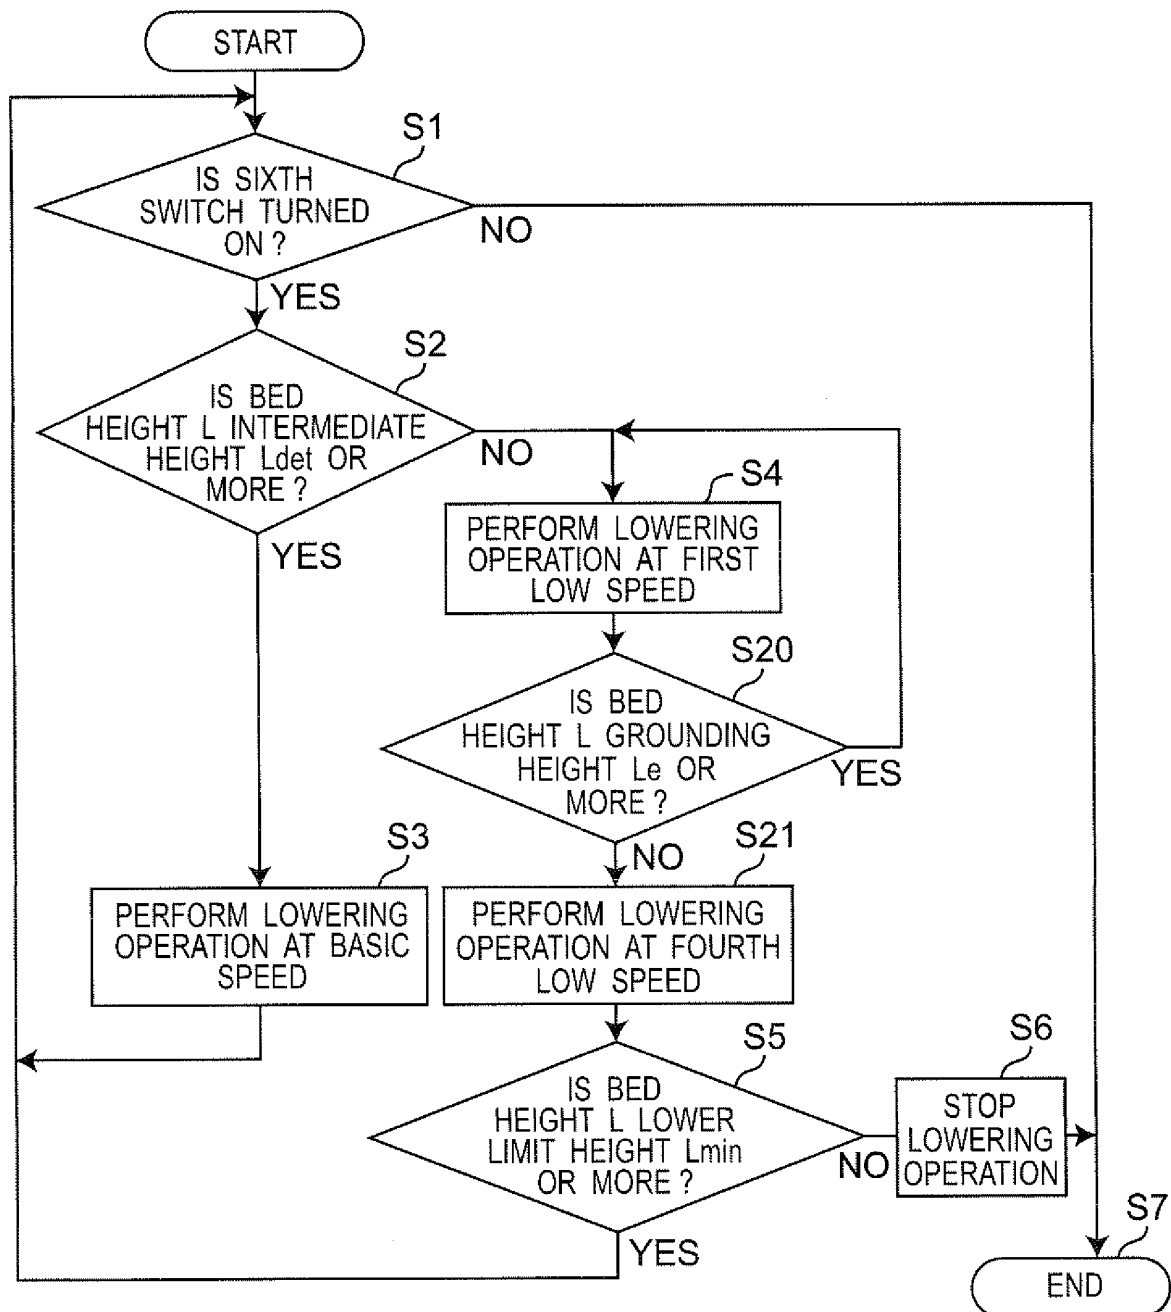 START
S1
IS SIXTH
SWITCH TURNED
ON ?
NO
YES
S2
IS BED
HEIGHT L INTERMEDIATE
HEIGHT Ldet OR
MORE ?
NO
YES
S4
PERFORM LOWERING
OPERATION AT FIRST
LOW SPEED
S20
IS BED
HEIGHT L GROUNDING
HEIGHT Le OR
MORE ?
YES
NO
S3
PERFORM LOWERING
OPERATION AT BASIC
SPEED
S21
PERFORM LOWERING
OPERATION AT FOURTH
LOW SPEED
S5
IS BED
HEIGHT L LOWER
LIMIT HEIGHT Lmin
OR MORE ?
NO
YES
S6
STOP
LOWERING
OPERATION
S7
END